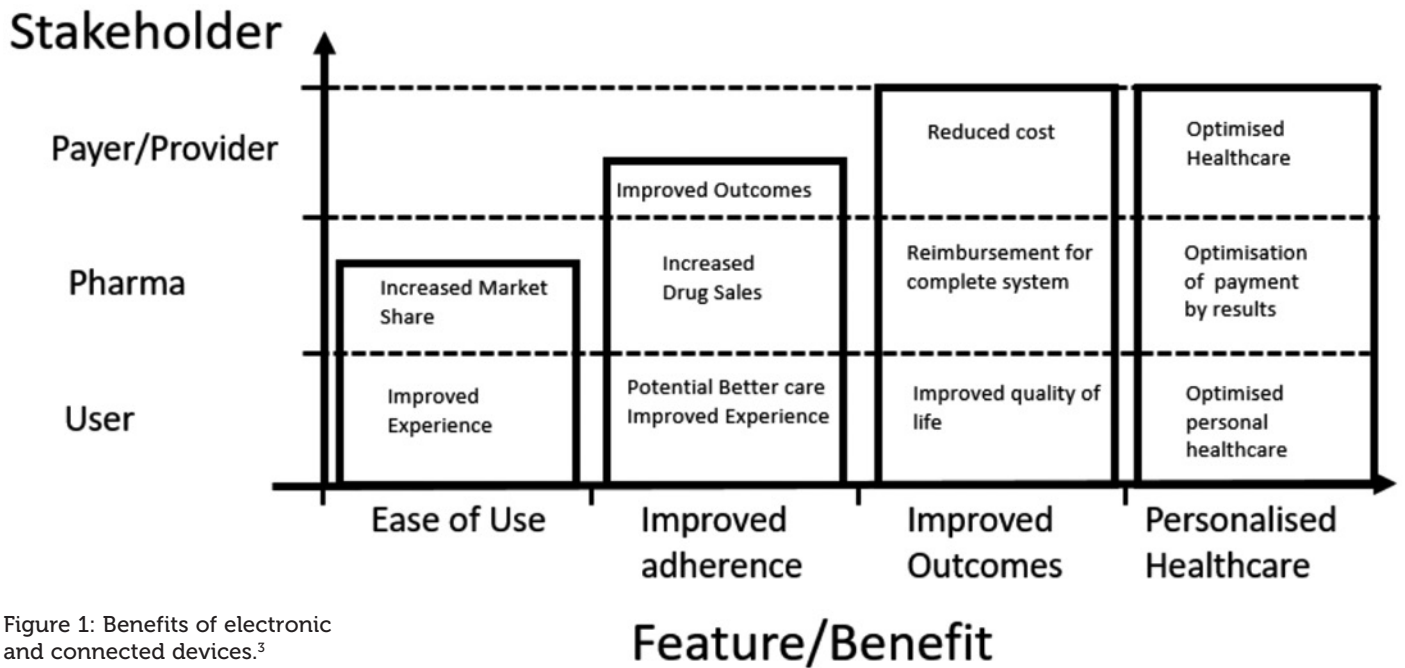 Stakeholder
Payer/Provider
Pharma
User
Increased Market
Share
Improved
Experience
Improved Outcomes
Increased
Drug Sales
Potential Better care
Improved Experience
Reduced cost
Reimbursement for
complete system
Improved quality of
life
Optimised
Healthcare
Optimisation
of payment
by results
Optimised
personal
healthcare
Ease of Use
Improved
adherence
Improved
Outcomes
Personalised
Healthcare
Feature/Benefit
Figure 1: Benefits of electronic
and connected devices.³